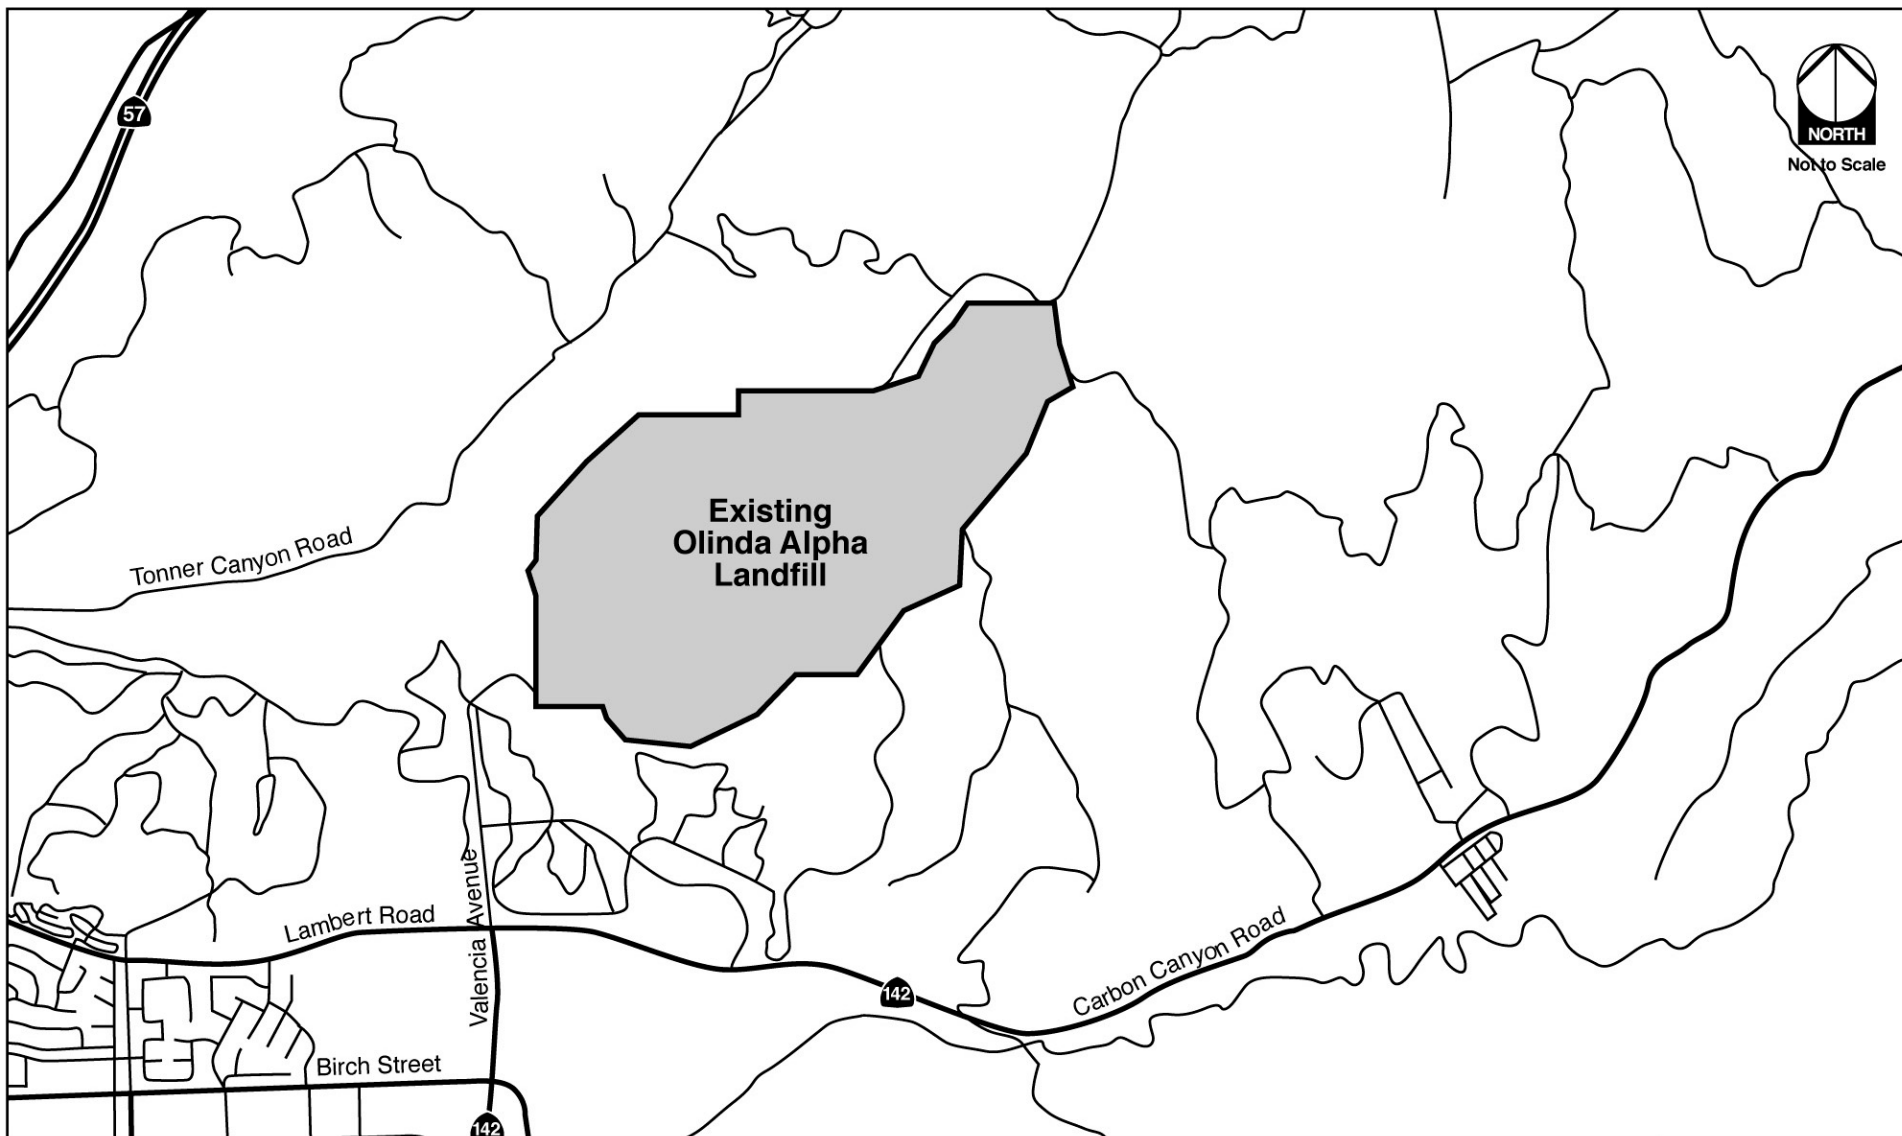 57
NORTH
Not to Scale
Existing
Olinda Alpha
Landfill
Tonner Canyon Road
Lambert Road
Valencia Avenue
Carbon Canyon Road
142
Birch Street
142